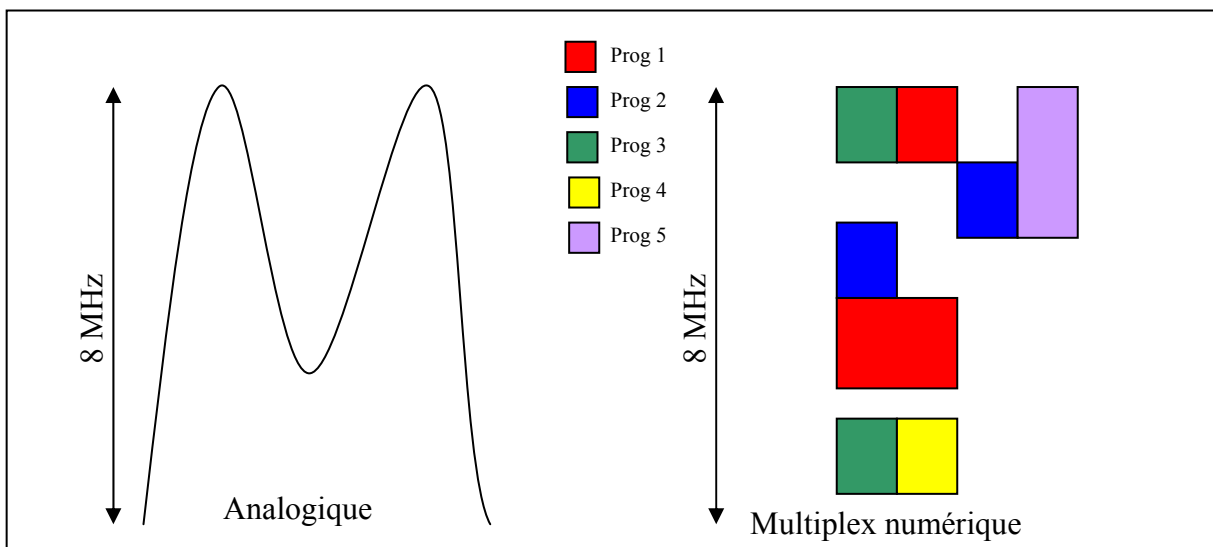 8 MHz
Analogique
Prog 1
Prog 2
Prog 3
Prog 4
Prog 5
8 MHz
Multiplex numérique